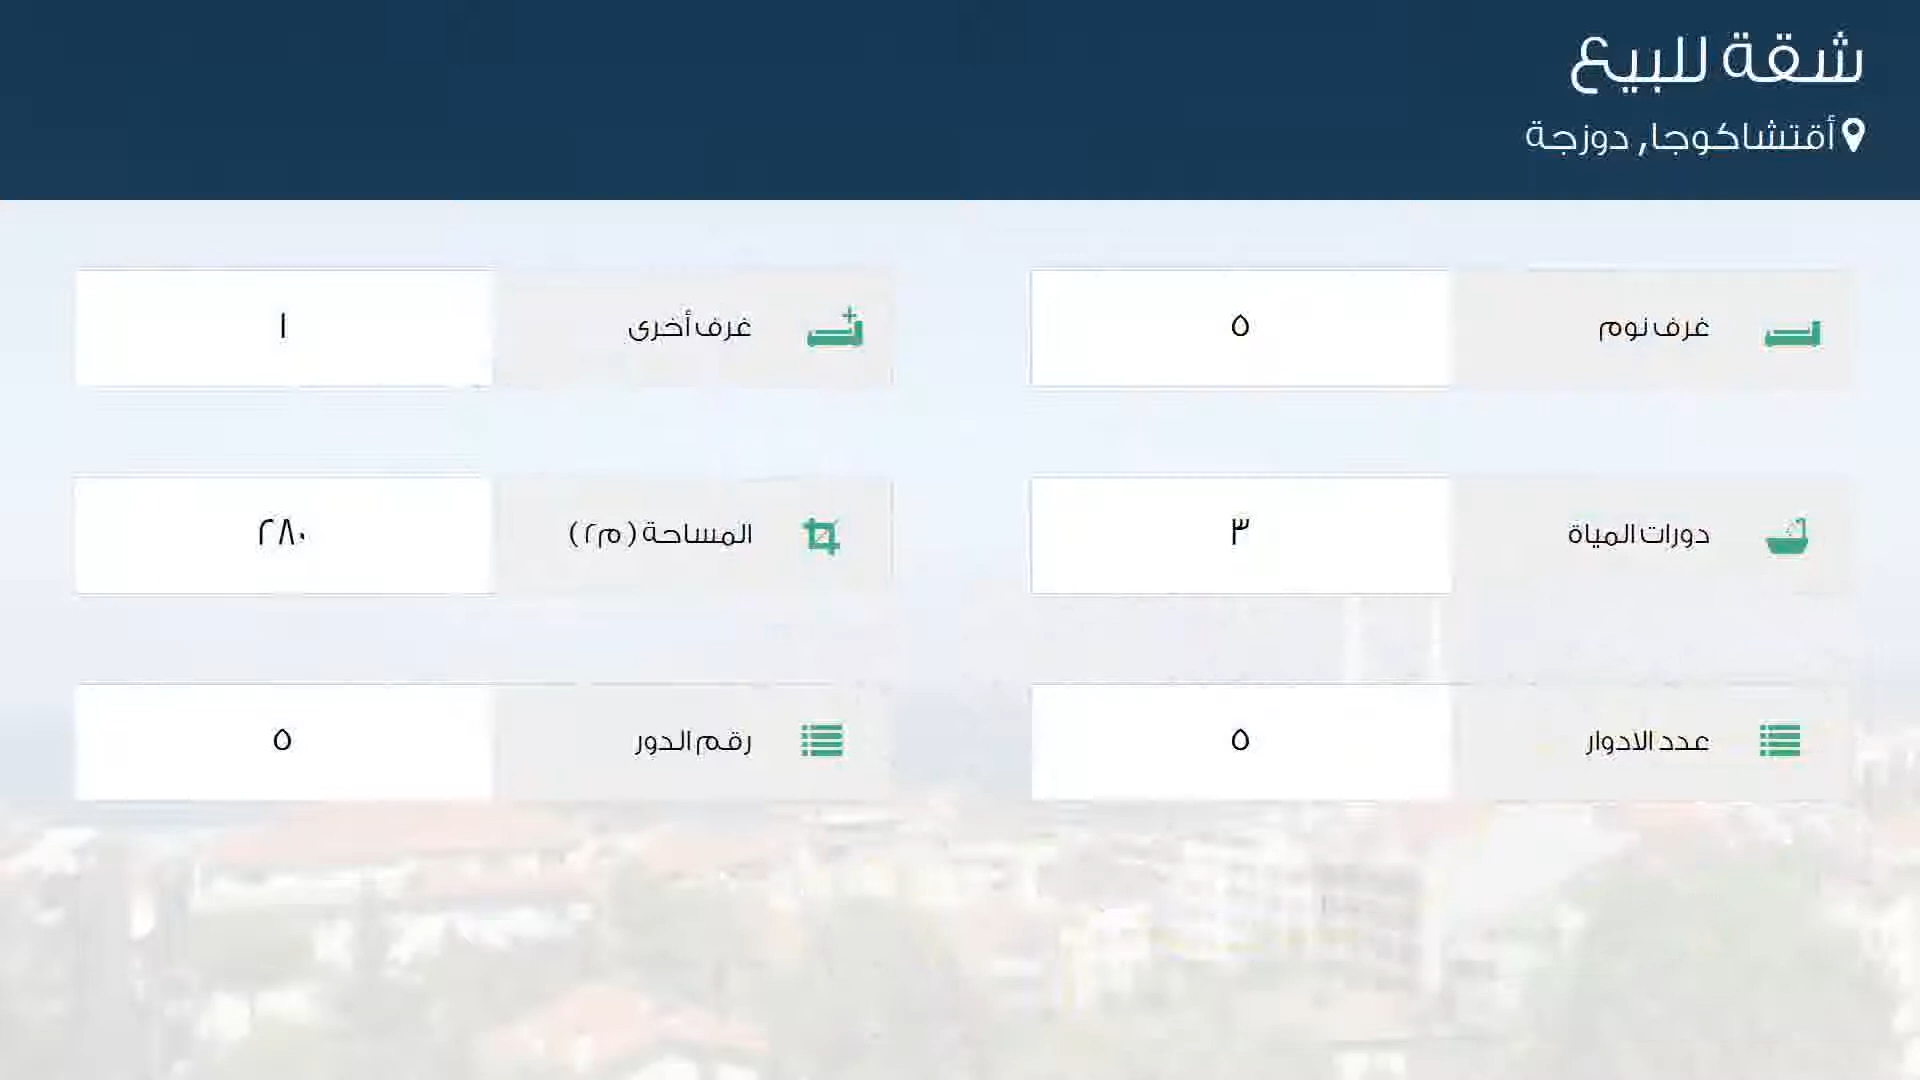 شقة للبيع
أقتشاكوجا, دوزجة
غرف نوم ٥
غرف أخرى ١
دورات المياة ٣
المساحة (م٢) ٢٨٠
عدد الادوار ٥
رقم الدور ٥